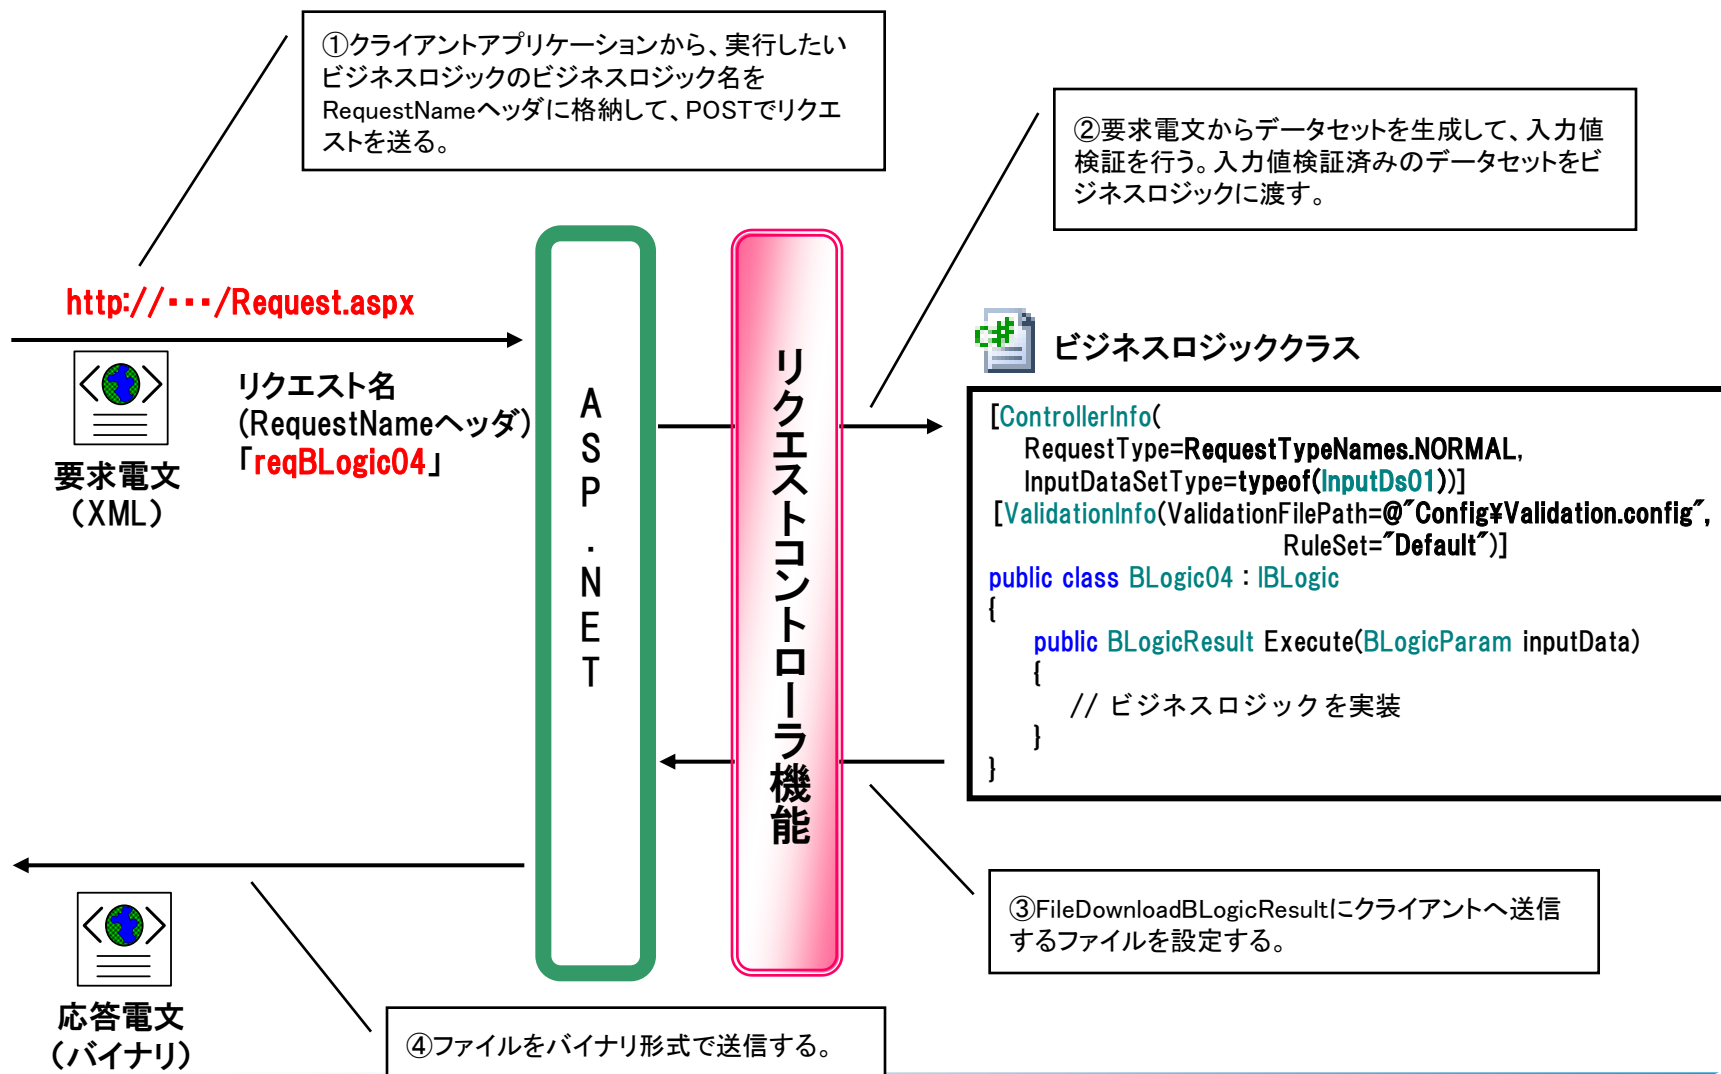 ①クライアントアプリケーションから、実行したい
ビジネスロジックのビジネスロジック名を
RequestNameヘッダに格納して、POSTでリクエ
ストを送る。
②要求電文からデータセットを生成して、入力値
検証を行う。入力値検証済みのデータセットをビ
ジネスロジックに渡す。
http://・・・/Request.aspx
リクエスト名
(RequestNameヘッダ)
「reqBLogic04」
要求電文
（XML）
ASP.NET
リクエストコントローラ機能
C#
ビジネスロジッククラス
[ControllerInfo(
RequestType=RequestTypeNames.NORMAL,
InputDataSetType=typeof(InputDs01))]
[ValidationInfo(ValidationFilePath=@"Config¥Validation.config",
RuleSet="Default")]
public class BLogic04 : IBLogic
{
public BLogicResult Execute(BLogicParam inputData)
{
// ビジネスロジックを実装
}
}
③FileDownloadBLogicResultにクライアントへ送信
するファイルを設定する。
応答電文
（バイナリ）
④ファイルをバイナリ形式で送信する。